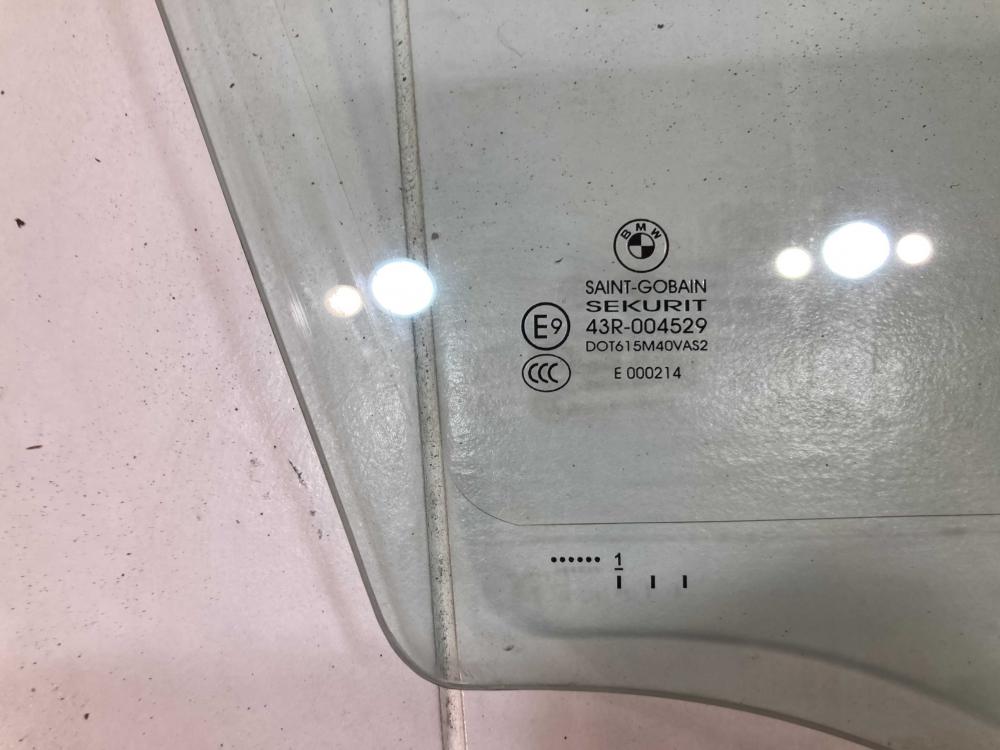 BMW
SAINT-GOBAIN
SEKURIT
E9
43R-004529
DOT615M40VAS2
CCC
E 000214
•••••• 1